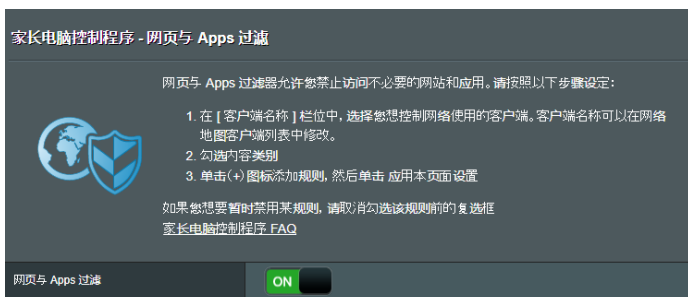 家长电脑控制程序 - 网页与 Apps 过滤
网页与 Apps 过滤器允许您禁止访问不必要的网站和应用。请按照以下步骤设定：
1. 在 [ 客户端名称 ] 栏位中，选择您想控制网络使用的客户端。客户端名称可以在网络
地图客户端列表中修改。
2. 勾选内容类别
3. 单击(+) 图标添加规则，然后单击 应用本页面设置
如果您想要暂时禁用某规则，请取消勾选该规则前的复选框
家长电脑控制程序 FAQ
网页与 Apps 过滤
ON